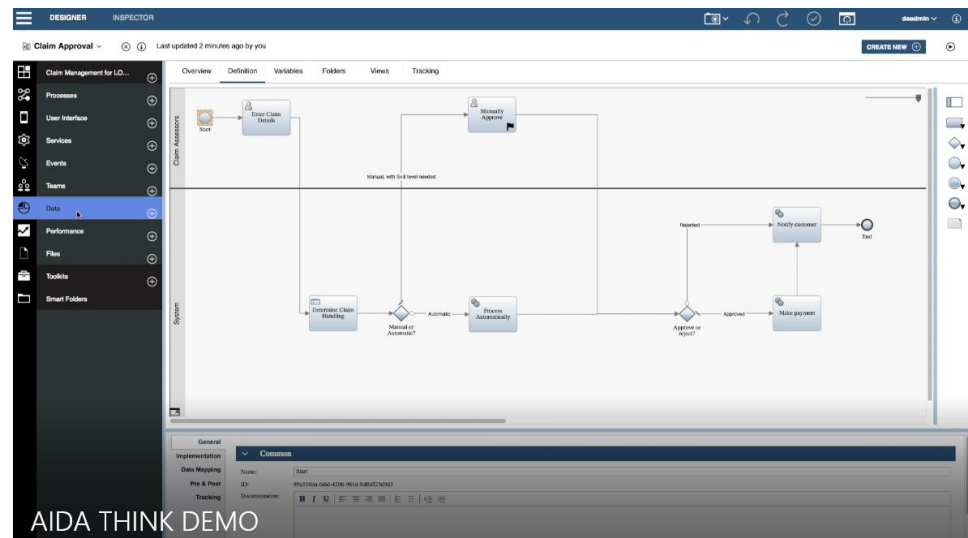 DESIGNER INSPECTOR deadmin
Claim Approval Last updated 2 minutes ago by you CREATE NEW
Claim Management for LO...
Processes
User Interface
Services
Events
Teams
Data
Performance
Files
Toolkits
Smart Folders
Overview Definition Variables Folders Views Tracking
Claim Assessors
Start
Enter Claim
Details
Manually
Approve
Manual, with Skill level needed
System
Determine Claim
Handling
Manual or
Automatic?
Automatic
Process
Automatically
Rejected
Notify customer
End
Approve or
reject?
Approved
Make payment
General
Implementation
Data Mapping
Pre & Post
Tracking
Common
Name: Start
ID:
Documentation
B I U
AIDA THINK DEMO